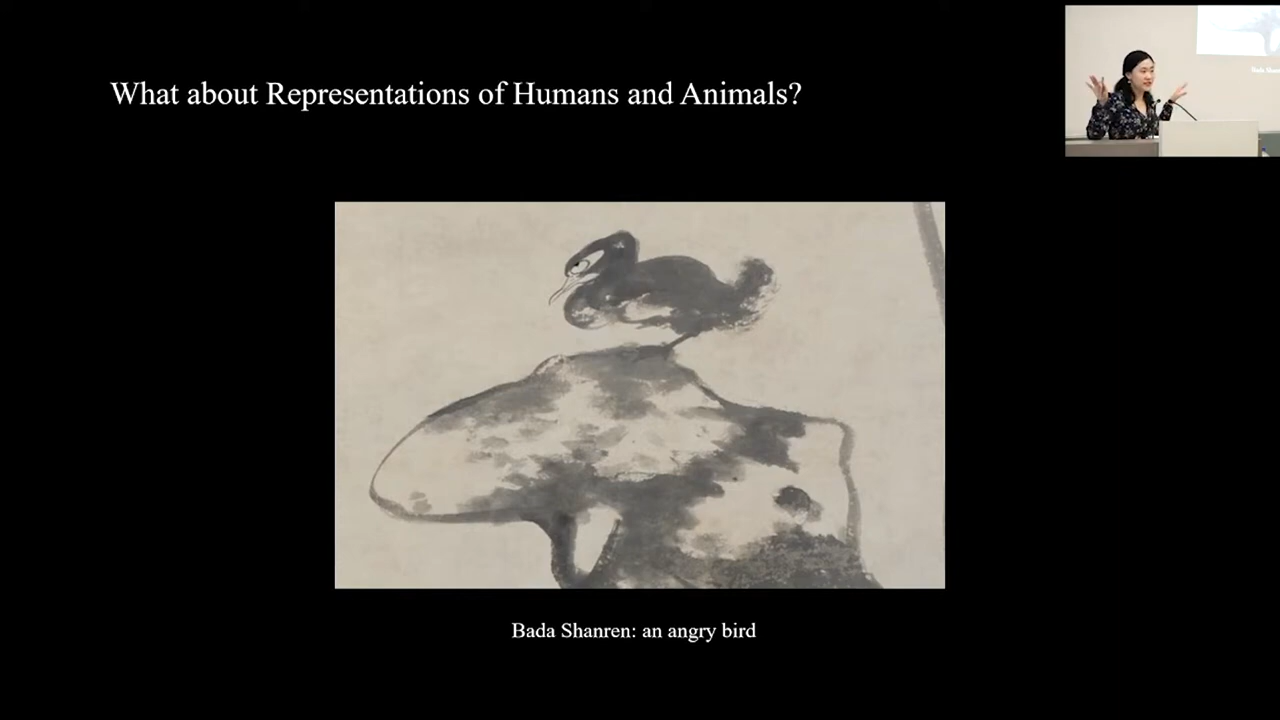 What about Representations of Humans and Animals?
Bada Shanren: an angry bird